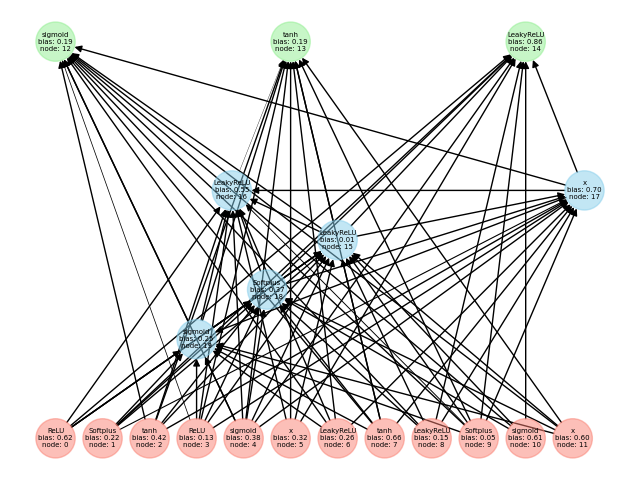 sigmoid
bias: 0.19
node: 12
tanh
bias: 0.19
node: 13
LeakyReLU
bias: 0.86
node: 14
LeakyReLU
bias: 0.55
node: 16
x
bias: 0.70
node: 17
LeakyReLU
bias: 0.01
node: 15
Softplus
bias: 0.37
node: 18
sigmoid
bias: 0.25
node: 19
ReLU
bias: 0.62
node: 0
Softplus
bias: 0.22
node: 1
tanh
bias: 0.42
node: 2
ReLU
bias: 0.13
node: 3
sigmoid
bias: 0.38
node: 4
x
bias: 0.32
node: 5
LeakyReLU
bias: 0.26
node: 6
tanh
bias: 0.66
node: 7
LeakyReLU
bias: 0.15
node: 8
Softplus
bias: 0.05
node: 9
sigmoid
bias: 0.61
node: 10
x
bias: 0.60
node: 11